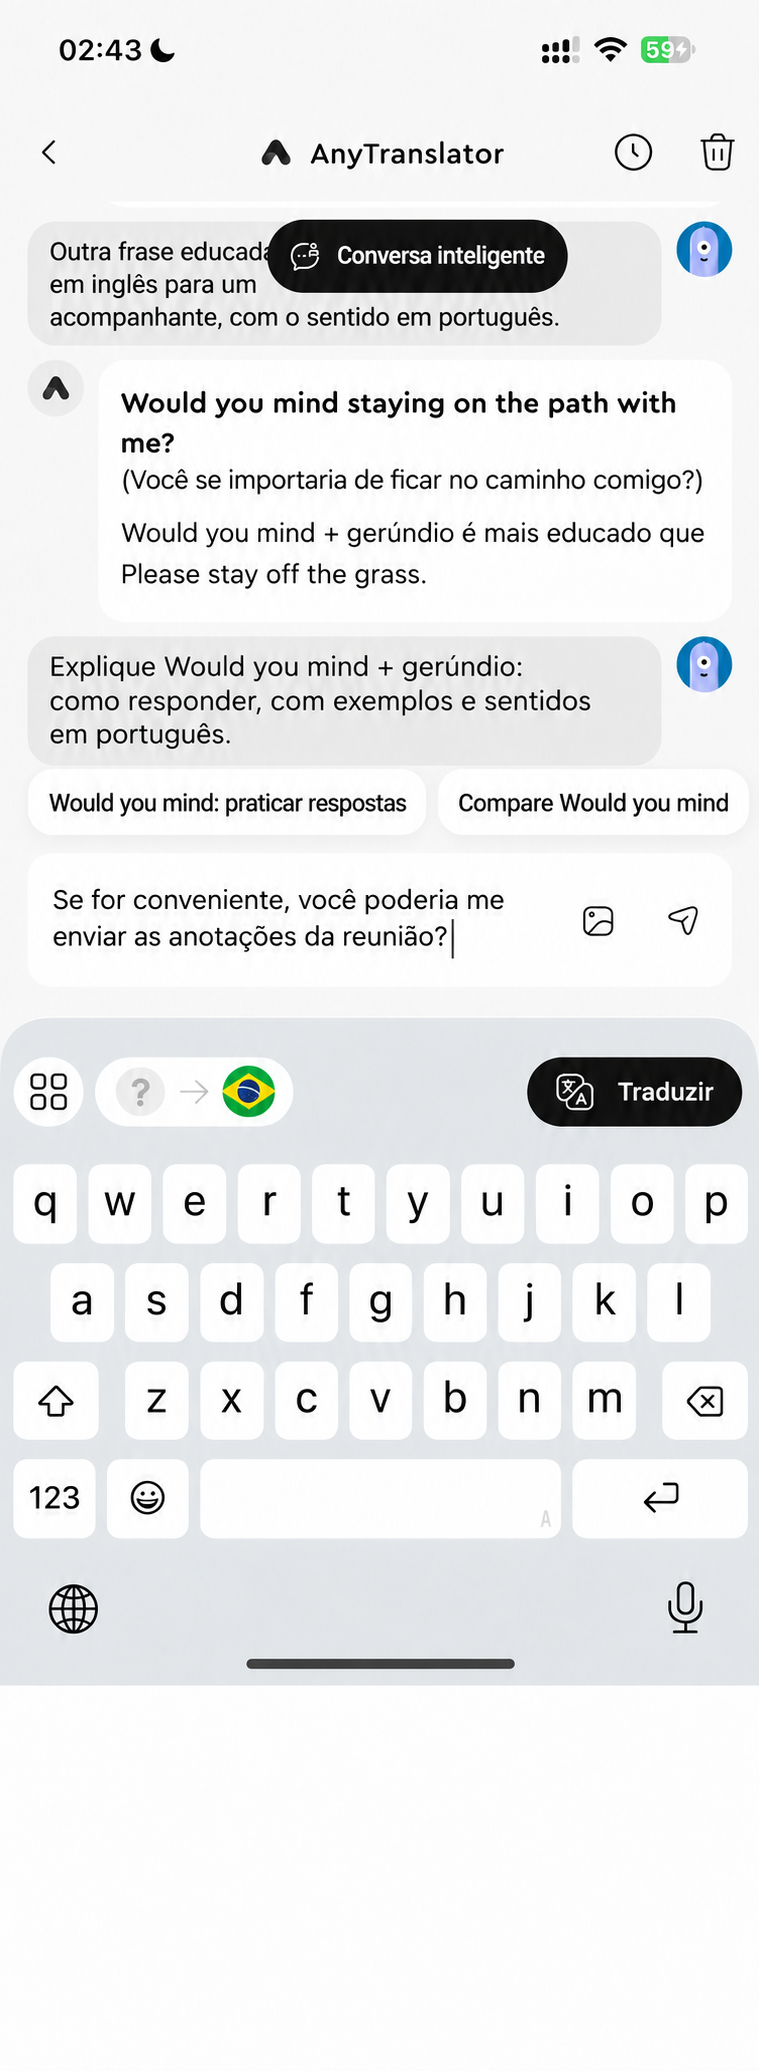 02:43
59
AnyTranslator
Outra frase educada
Conversa inteligente
em inglês para um
acompanhante, com o sentido em português.
Would you mind staying on the path with
me?
(Você se importaria de ficar no caminho comigo?)
Would you mind + gerúndio é mais educado que
Please stay off the grass.
Explique Would you mind + gerúndio:
como responder, com exemplos e sentidos
em português.
Would you mind: praticar respostas
Compare Would you mind
Se for conveniente, você poderia me
enviar as anotações da reunião?
? →
Traduzir
q w e r t y u i o p
a s d f g h j k l
z x c v b n m
123
A